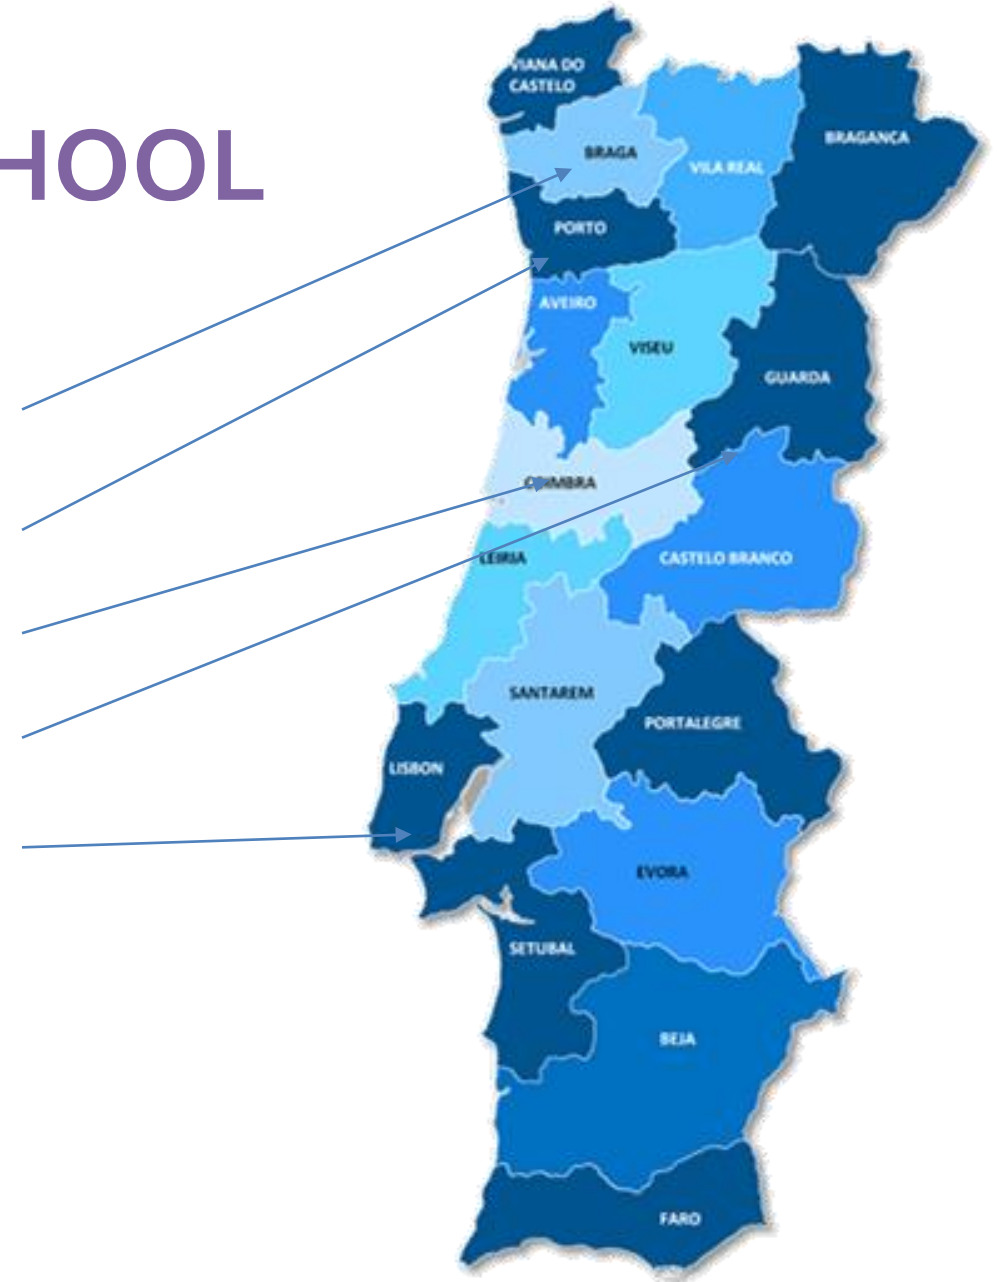 HOOL
VIANA DO
CASTELO
BRAGA
VILA REAL
BRAGANCA
PORTO
AVEIRO
VISEU
GUARDA
COIMBRA
LEIRIA
CASTELO BRANCO
SANTAREM
PORTALEGRE
LISBON
EVORA
SETUBAL
BEJA
FARO